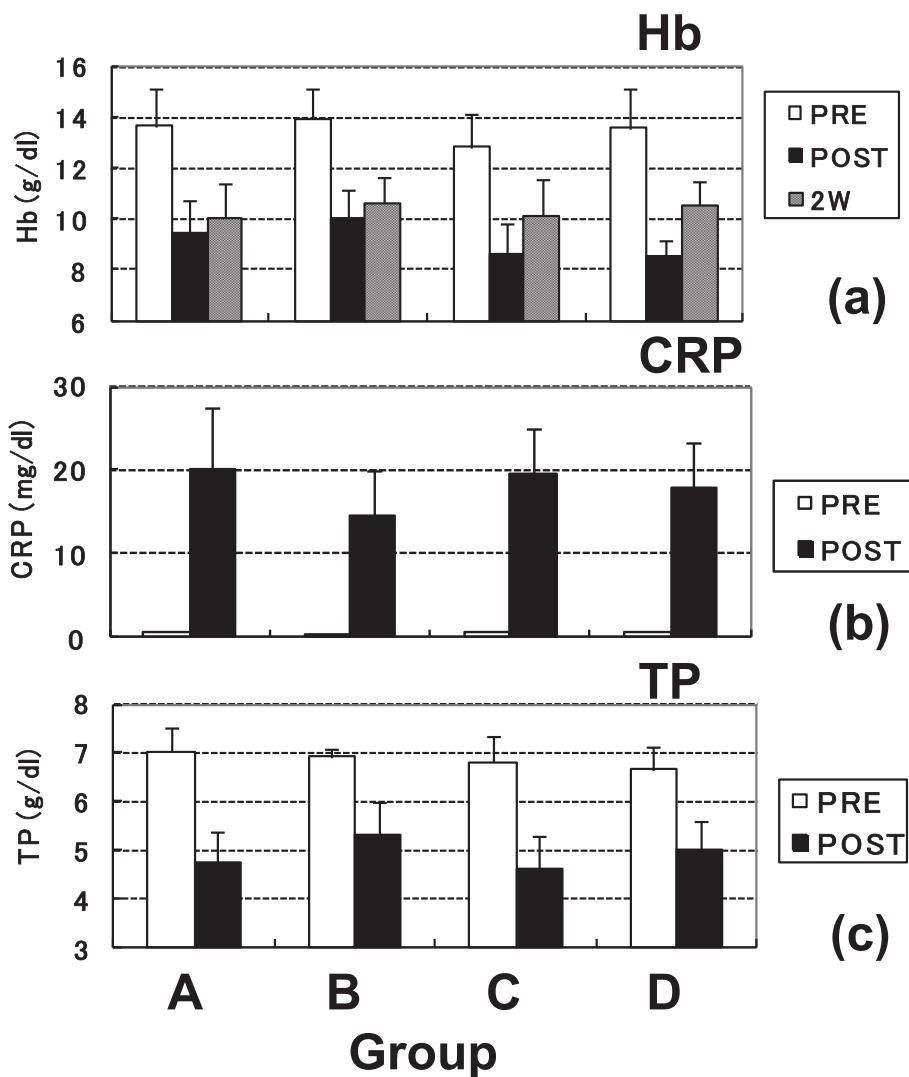 Hb
16
14
12
10
8
6
Hb (g/dl)
PRE
POST
2W
(a)
CRP
30
20
10
0
CRP (mg/dl)
PRE
POST
(b)
TP
8
7
6
5
4
3
TP (g/dl)
PRE
POST
(c)
A B C D
Group